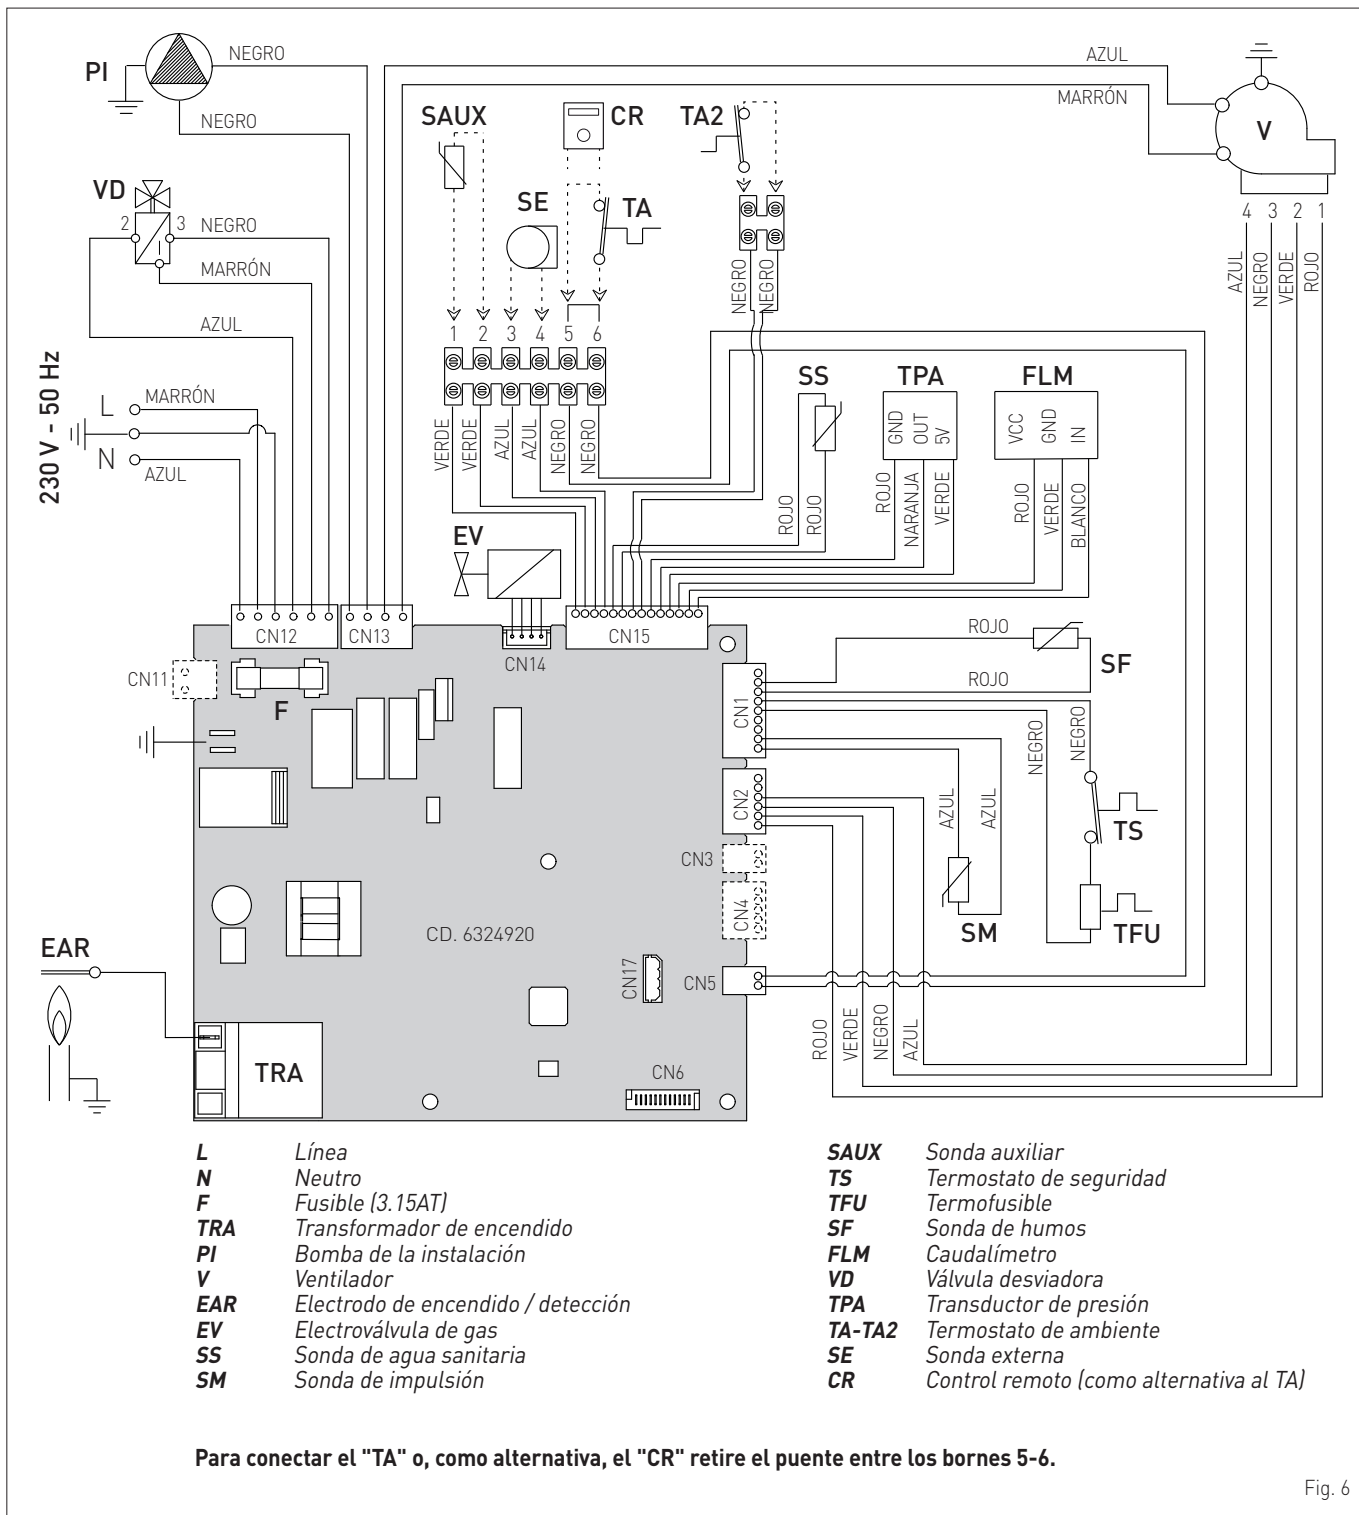 PI
NEGRO
NEGRO
AZUL
MARRÓN
V
4 3 2 1
AZUL
NEGRO
VERDE
ROJO
SAUX
CR
TA2
SE
TA
NEGRO
NEGRO
VD
2
3
NEGRO
MARRÓN
AZUL
230 V - 50 Hz
L
MARRÓN
N
AZUL
1 2 3 4 5 6
VERDE
VERDE
AZUL
AZUL
NEGRO
NEGRO
SS
ROJO
ROJO
TPA
GND
OUT
5V
ROJO
NARANJA
VERDE
FLM
VCC
GND
IN
ROJO
VERDE
BLANCO
EV
CN12
CN13
CN14
CN15
CN11
F
CN1
ROJO
ROJO
SF
NEGRO
NEGRO
TS
TFU
AZUL
AZUL
SM
CN2
CN3
CN4
CN5
CD. 6324920
CN17
CN6
EAR
TRA
ROJO
VERDE
NEGRO
AZUL
L Línea
N Neutro
F Fusible (3.15AT)
TRA Transformador de encendido
PI Bomba de la instalación
V Ventilador
EAR Electrodo de encendido / detección
EV Electroválvula de gas
SS Sonda de agua sanitaria
SM Sonda de impulsión
SAUX Sonda auxiliar
TS Termostato de seguridad
TFU Termofusible
SF Sonda de humos
FLM Caudalímetro
VD Válvula desviadora
TPA Transductor de presión
TA-TA2 Termostato de ambiente
SE Sonda externa
CR Control remoto (como alternativa al TA)
Para conectar el "TA" o, como alternativa, el "CR" retire el puente entre los bornes 5-6.
Fig. 6